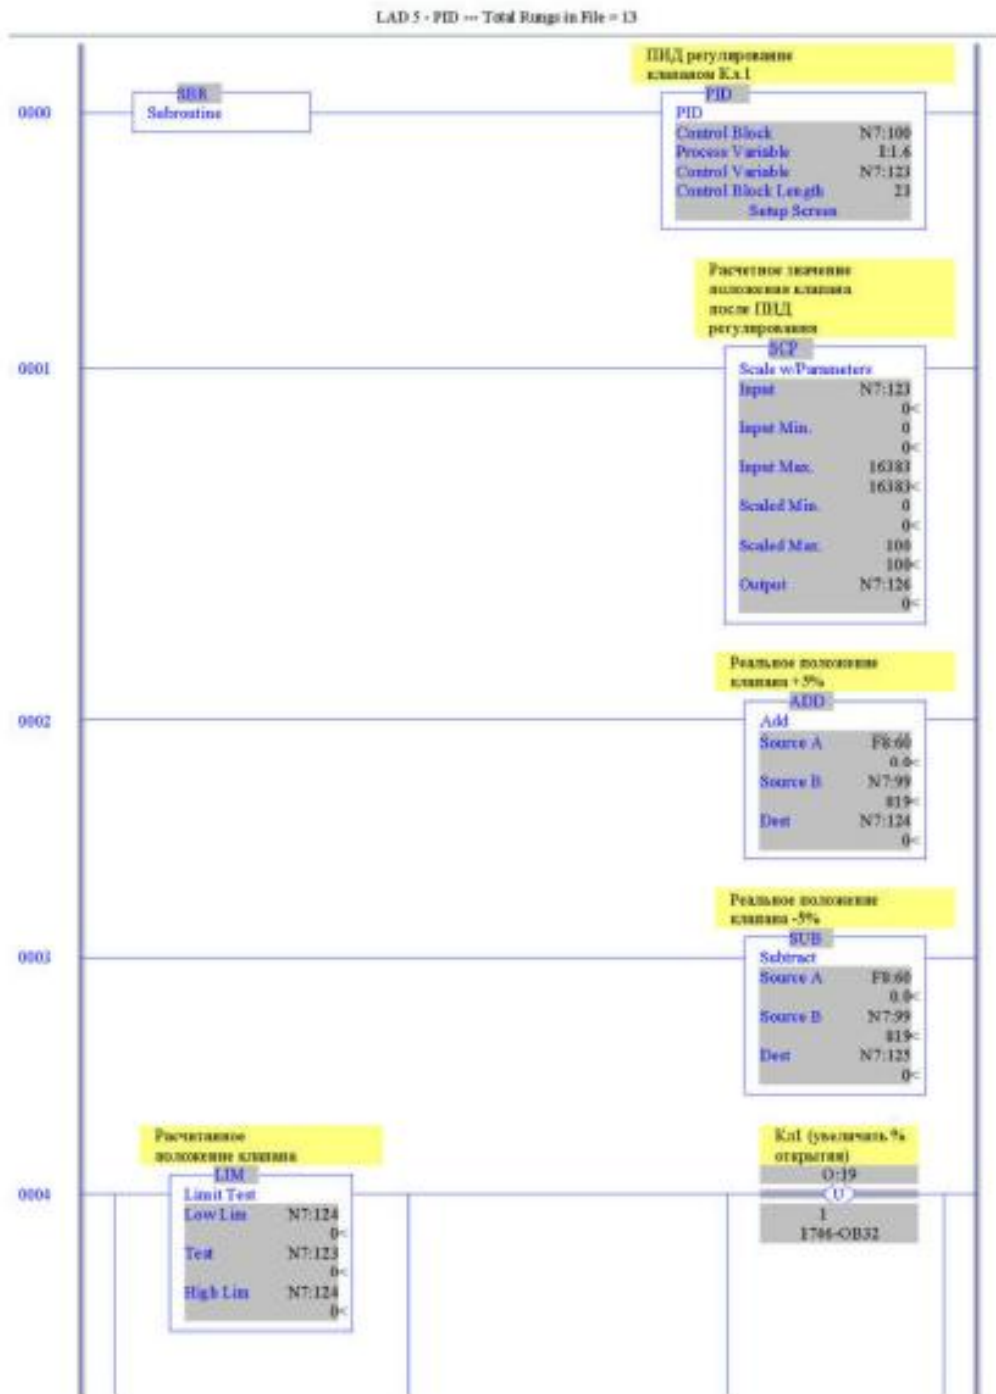 LAD 5 - PID --- Total Rungs in File = 13
ПИД регулирование
клапаном Кл.1
0000
SBR
Subroutine
PID
PID
Control Block N7:100
Process Variable I:1.6
Control Variable N7:123
Control Block Length 23
Setup Screen
Расчетное значение
положения клапана
после ПИД
регулирования
0001
SCP
Scale w/Parameters
Input N7:123
0<
Input Min. 0
0<
Input Max. 16383
16383<
Scaled Min. 0
0<
Scaled Max. 100
100<
Output N7:126
0<
Реальное положение
клапана +5%
0002
ADD
Add
Source A F8:60
0.0<
Source B N7:99
819<
Dest N7:124
0<
Реальное положение
клапана -5%
0003
SUB
Subtract
Source A F8:60
0.0<
Source B N7:99
819<
Dest N7:125
0<
Расчитанное
положение клапана
Кл1 (увеличить %
открытия)
0004
LIM
Limit Test
Low Lim N7:124
0<
Test N7:123
0<
High Lim N7:124
0<
O:19
U
1
1746-OB32